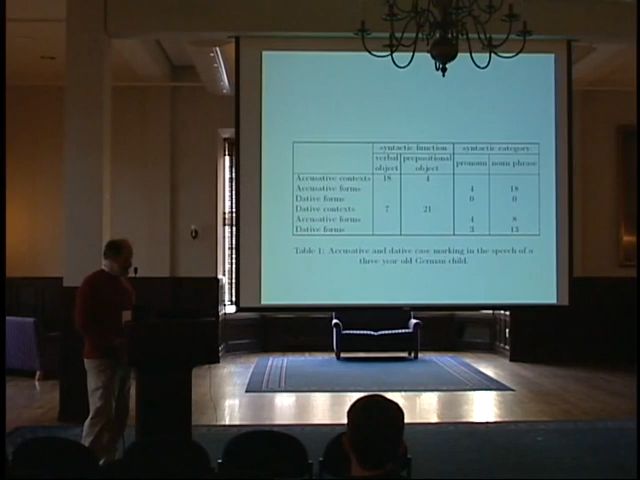 syntactic function syntactic category
verbal object prepositional object pronoun noun phrase
Accusative contexts 18 4
Accusative forms 4 18
Dative forms 0 0
Dative contexts 7 21
Accusative forms 4 8
Dative forms 3 13
Table 1: Accusative and dative case marking in the speech of a
three year old German child.